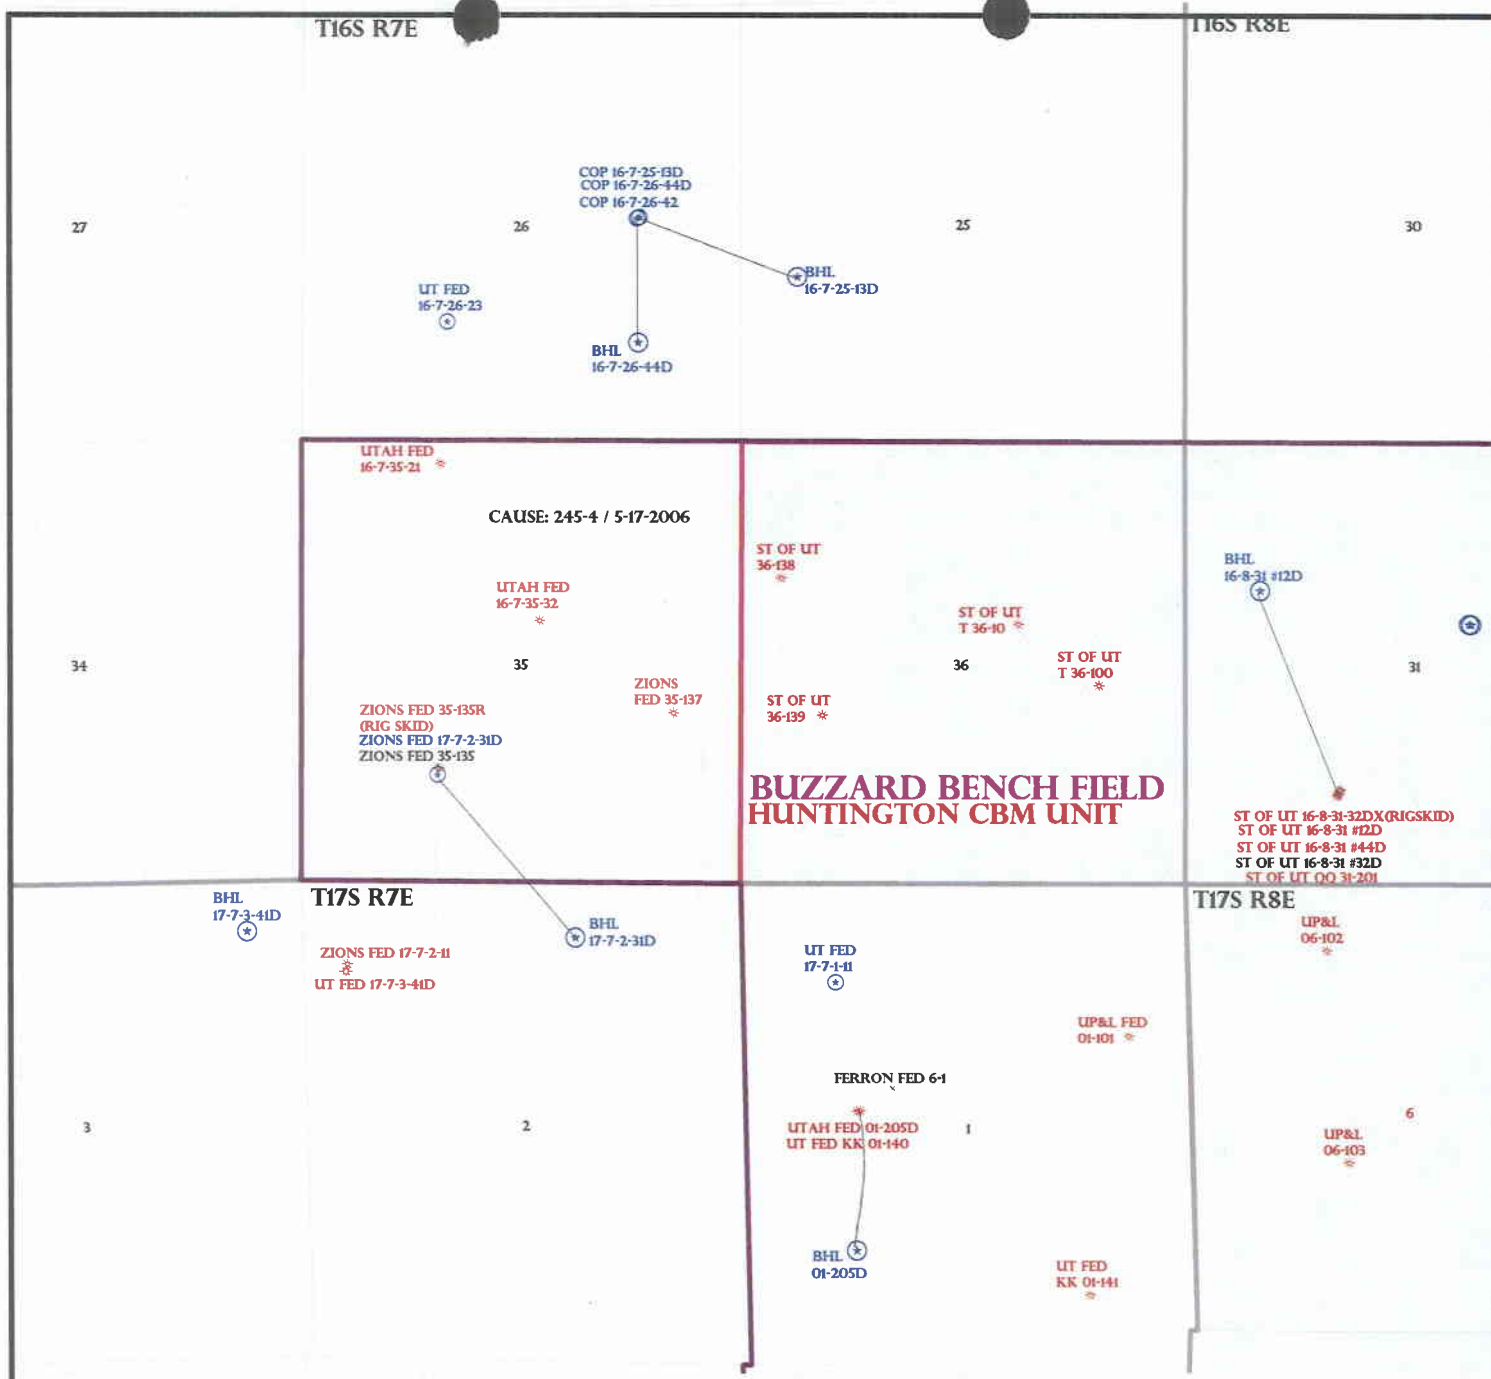 T16S R7E
T16S R8E
COP 16-7-25-13D
COP 16-7-26-44D
COP 16-7-26-42
27
26
25
30
BHL
16-7-25-13D
UT FED
16-7-26-23
BHL
16-7-26-44D
UTAH FED
16-7-35-21
CAUSE: 245-4 / 5-17-2006
ST OF UT
36-138
BHL
16-8-31 #12D
UTAH FED
16-7-35-32
ST OF UT
T 36-10
34
35
36
31
ST OF UT
T 36-100
ZIONS
FED 35-137
ST OF UT
36-139
ZIONS FED 35-135R
(RIG SKID)
ZIONS FED 17-7-2-31D
ZIONS FED 35-135
BUZZARD BENCH FIELD
HUNTINGTON CBM UNIT
ST OF UT 16-8-31-32DX(RIGSKID)
ST OF UT 16-8-31 #12D
ST OF UT 16-8-31 #44D
ST OF UT 16-8-31 #32D
ST OF UT QQ 31-201
T17S R7E
T17S R8E
BHL
17-7-3-41D
BHL
17-7-2-31D
UP&L
06-102
ZIONS FED 17-7-2-11
UT FED 17-7-3-41D
UT FED
17-7-1-11
UP&L FED
01-101
FERRON FED 6-1
3
2
UTAH FED 01-205D
UT FED KK 01-140
1
6
UP&L
06-103
BHL
01-205D
UT FED
KK 01-141